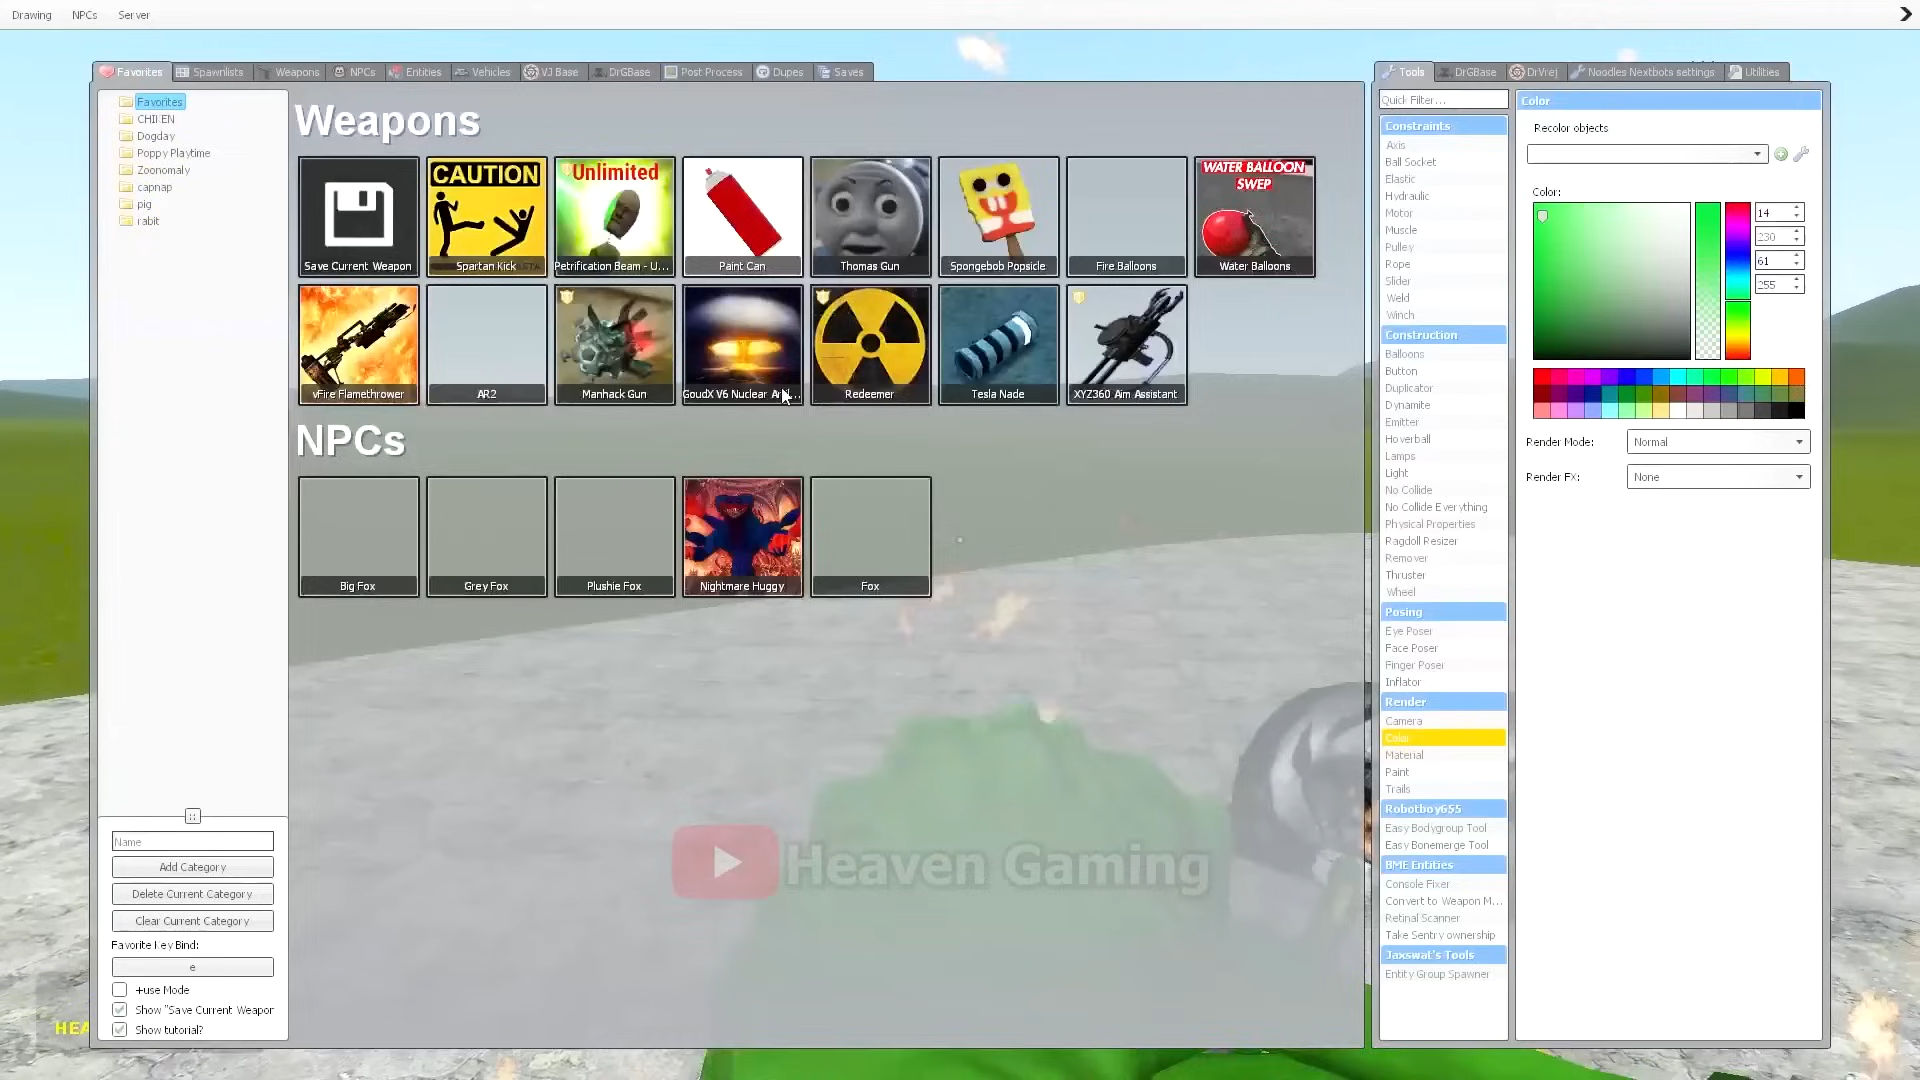 Drawing NPCs Server
Favorites Spawnlists Weapons NPCs Entities Vehicles VJ Base DrGBase Post Process Dupes Saves
Tools DrGBase DrVrej Noodles Nextbots settings Utilities
Favorites
Dogday
Poppy Playtime
Zoonomaly
capnap
pig
rabit
Name
Add Category
Delete Current Category
Clear Current Category
Favorite Key Bind:
e
+use Mode
Show "Save Current Weapor
Show tutorial?
HEA
Weapons
CAUTION
Unlimited
WATER BALLOON
SWEP
Save Current Weapon
Spartan Kick
Petrification Beam - U...
Paint Can
Thomas Gun
Spongebob Popsicle
Fire Balloons
Water Balloons
vFire Flamethrower
AR2
Manhack Gun
GoudX V6 Nuclear
Redeemer
Tesla Nade
XYZ360 Aim Assistant
NPCs
Big Fox
Grey Fox
Plushie Fox
Nightmare Huggy
Fox
Heaven Gaming
Quick Filter...
Constraints
Axis
Ball Socket
Elastic
Hydraulic
Motor
Muscle
Pulley
Rope
Slider
Weld
Winch
Construction
Balloons
Button
Duplicator
Dynamite
Emitter
Hoverball
Lamps
Light
No Collide
No Collide Everything
Physical Properties
Ragdoll Resizer
Remover
Thruster
Wheel
Posing
Eye Poser
Face Poser
Finger Poser
Inflator
Render
Camera
Color
Material
Paint
Trails
Robotboy655
Easy Bodygroup Tool
Easy Bonemerge Tool
BME Entities
Console Fixer
Convert to Weapon M...
Retinal Scanner
Take Sentry ownership
Jaxswat's Tools
Entity Group Spawner
Color
Recolor objects
Color:
14
230
61
255
Render Mode: Normal
Render FX: None